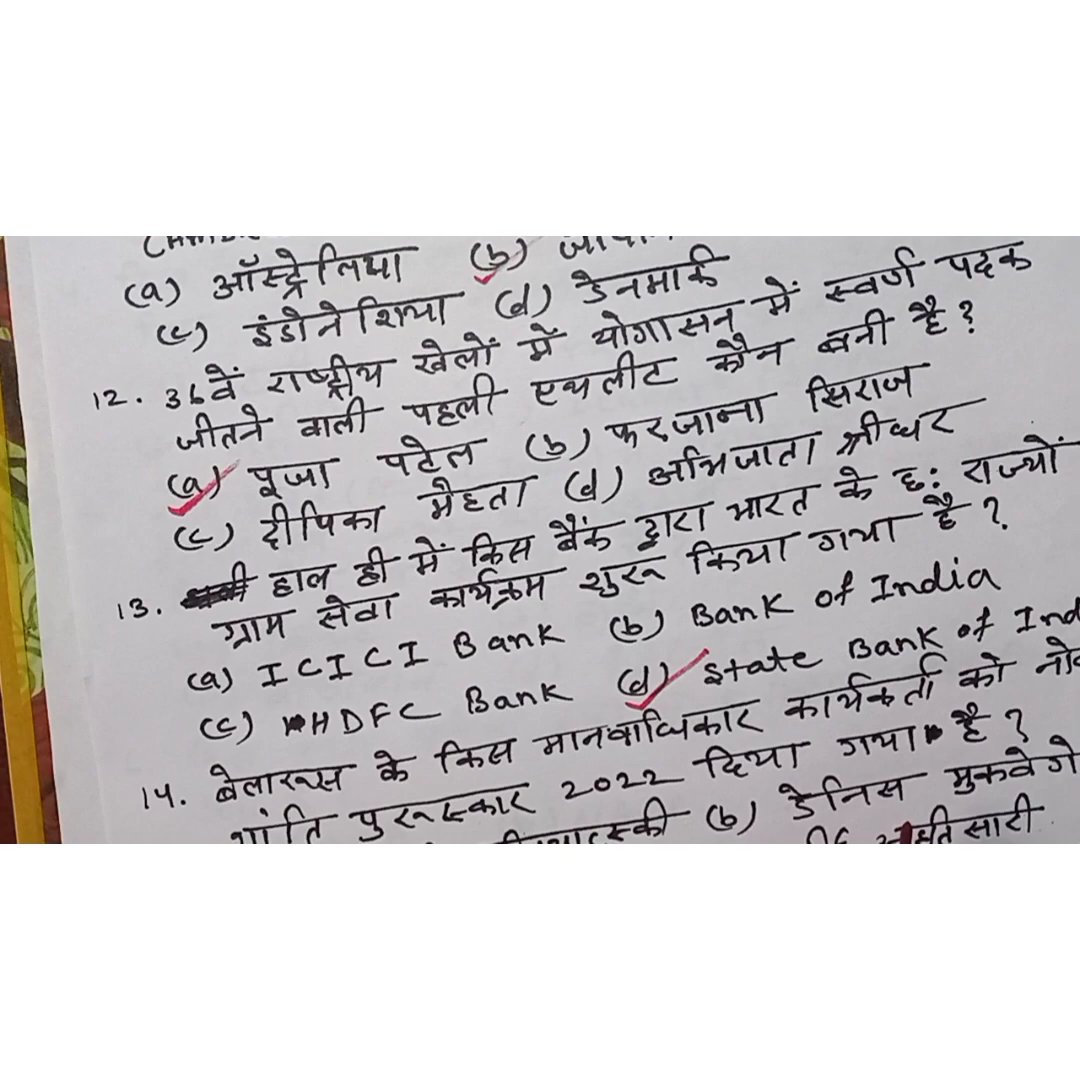 (a) ऑस्ट्रेलिया (b)
(c) इंडोनेशिया (d) डेनमार्क
12. 36वें राष्ट्रीय खेलों में योगासन में स्वर्ण पदक
जीतने वाली पहली एथलीट कौन बनी है?
(a) पूजा पटेल (b) फरजाना सिराज
(c) दीपिका मैहता (d) अभिजाता श्रीधर
13. हाल ही में किस बैंक द्वारा भारत के छः राज्यों
ग्राम सेवा कार्यक्रम शुरू किया गया है?
(a) ICICI Bank (b) Bank of India
(c) HDFC Bank (d) State Bank of Ind
14. बेलारूस के किस मानवाधिकार कार्यकर्ता को
शांति पुरूस्कार 2022 दिया गया है?
(b) डेनिस मुकवेगे